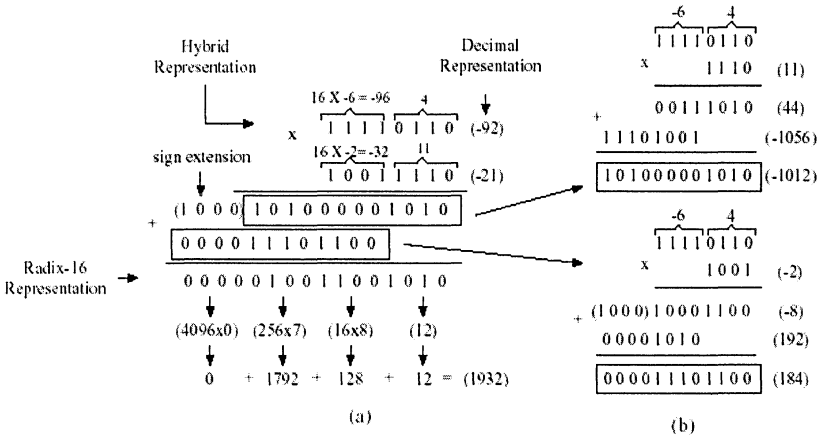 Hybrid
Representation
Decimal
Representation
16 X -6 = -96
4
1 1 1 1 0 1 1 0 (-92)
x
16 X -2= -32
11
1 0 0 1 1 1 1 0 (-21)
sign extension
(1 0 0 0) 1 0 1 0 0 0 0 0 1 0 1 0
+
0 0 0 0 1 1 1 0 1 1 0 0
Radix-16
Representation
0 0 0 0 0 1 0 0 1 1 0 0 1 0 1 0
(4096x0) (256x7) (16x8) (12)
0 + 1792 + 128 + 12 = (1932)
(a)
-6 4
1 1 1 1 0 1 1 0
x 1 1 1 0 (11)
0 0 1 1 1 0 1 0 (44)
+
1 1 1 0 1 0 0 1 (-1056)
1 0 1 0 0 0 0 0 1 0 1 0 (-1012)
-6 4
1 1 1 1 0 1 1 0
x 1 0 0 1 (-2)
+ (1 0 0 0) 1 0 0 0 1 1 0 0 (-8)
0 0 0 0 1 0 1 0 (192)
0 0 0 0 1 1 1 0 1 1 0 0 (184)
(b)